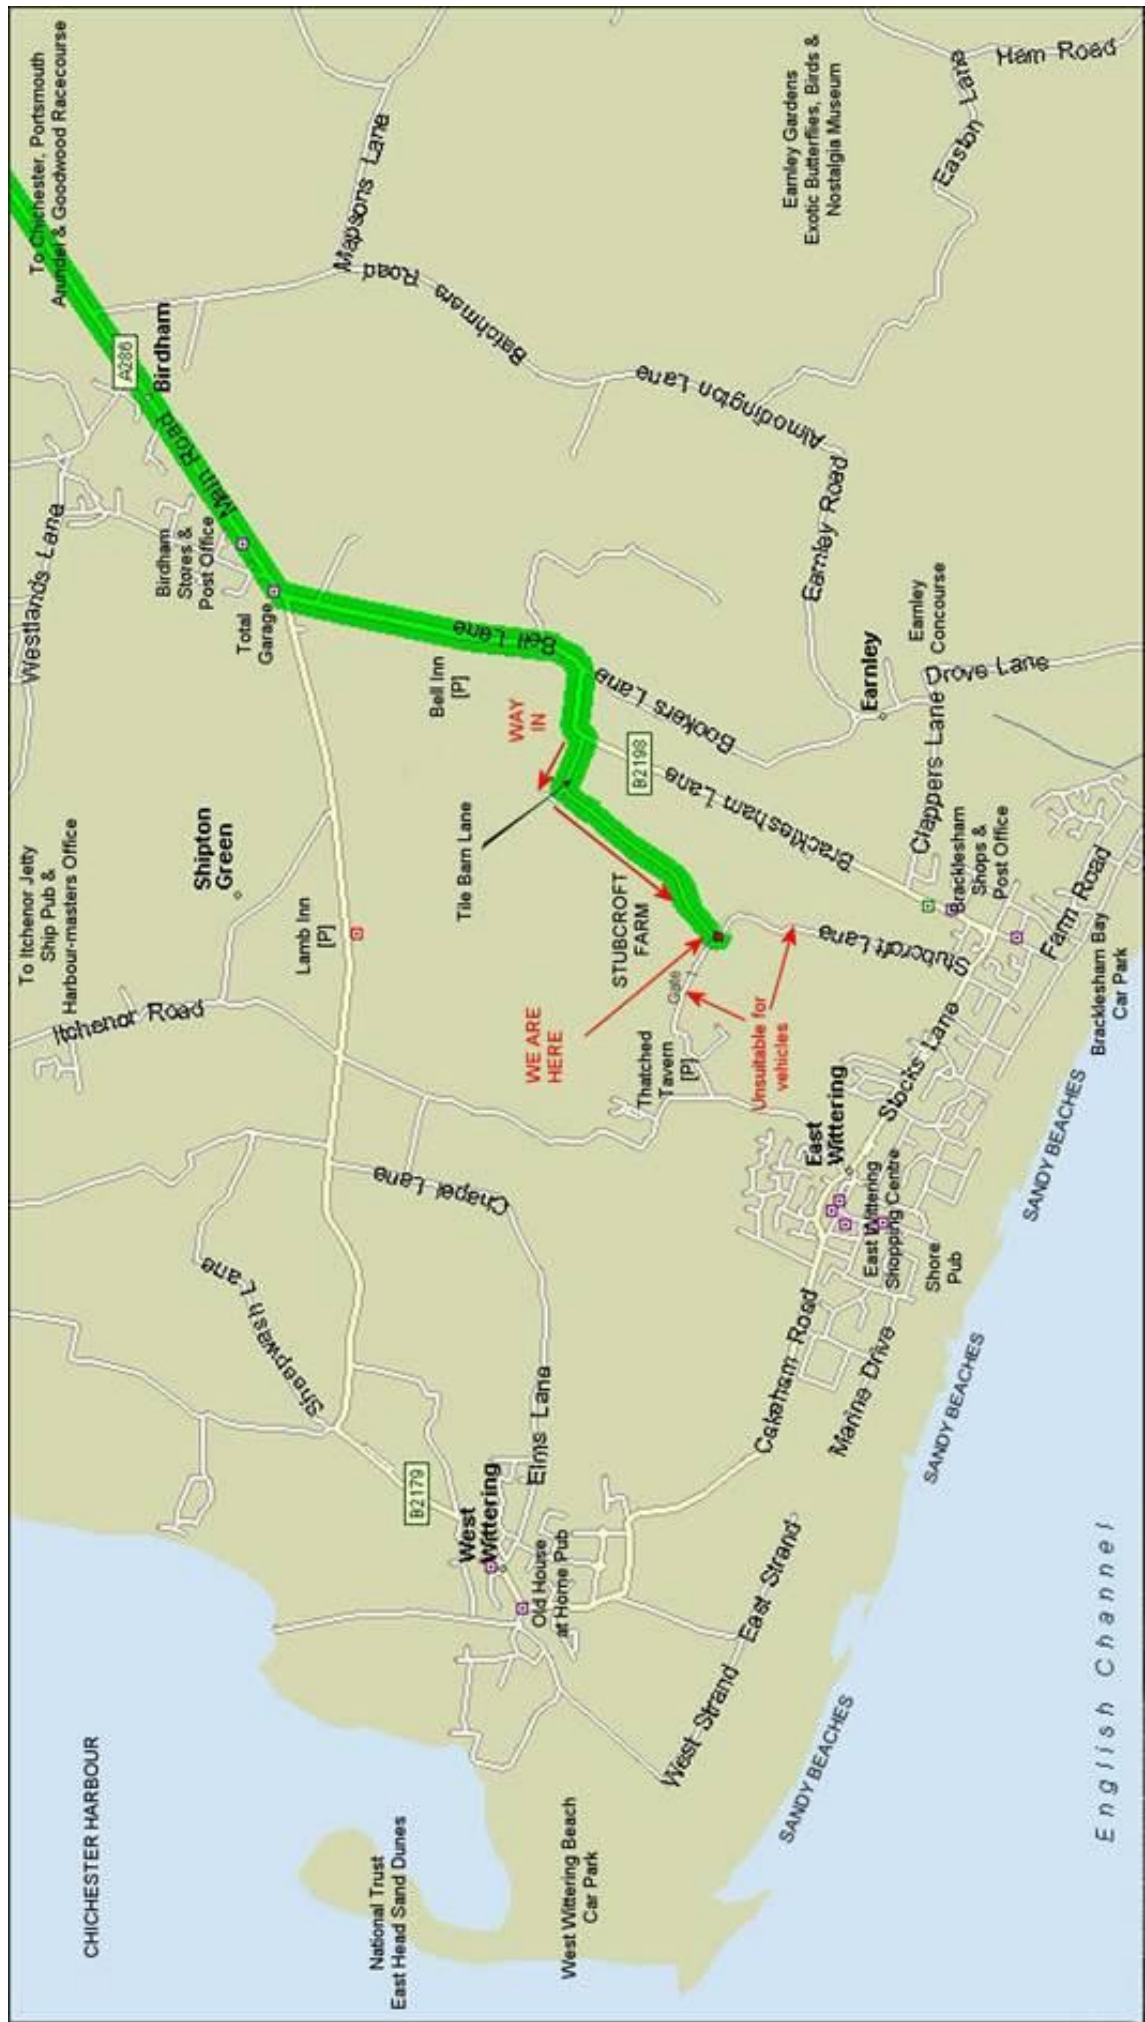 CHICHESTER HARBOUR
National Trust
East Head Sand Dunes
West Wittering Beach
Car Park
To Itchenor Jetty
Ship Pub &
Harbour-masters Office
Westlands Lane
To Chichester, Portsmouth
Arundel & Goodwood Racecourse
A286
Birdham
Main Road
Birdham
Stores &
Post Office
Total
Garage
Itchenor Road
Shipton
Green
Lamb Inn
[P]
Mapsons Lane
Batchmans Road
Bell Lane
Bell Inn
[P]
Sheepwash Lane
Chapel Lane
B2179
West
Wittering
Elms Lane
Old House
at Home Pub
Tile Barn Lane
WAY
IN
Bookers Lane
B2198
Bracklesham Lane
STUBCROFT
FARM
WE ARE
HERE
Gate
Thatched
Tavern
[P]
Unsuitable for
vehicles
Stubcroft Lane
Almodington Lane
Earnley Road
Earnley
Earnley Gardens
Exotic Butterflies, Birds &
Nostalgia Museum
Easton Lane
Ham Road
Earnley
Concourse
Clappers Lane
Drove Lane
Bracklesham
Shops &
Post Office
Farm Road
Bracklesham Bay
Car Park
Stocks Lane
East
Wittering
East Wittering
Shopping Centre
Shore
Pub
Cakeham Road
Marine Drive
East Strand
West Strand
SANDY BEACHES
SANDY BEACHES
SANDY BEACHES
English Channel